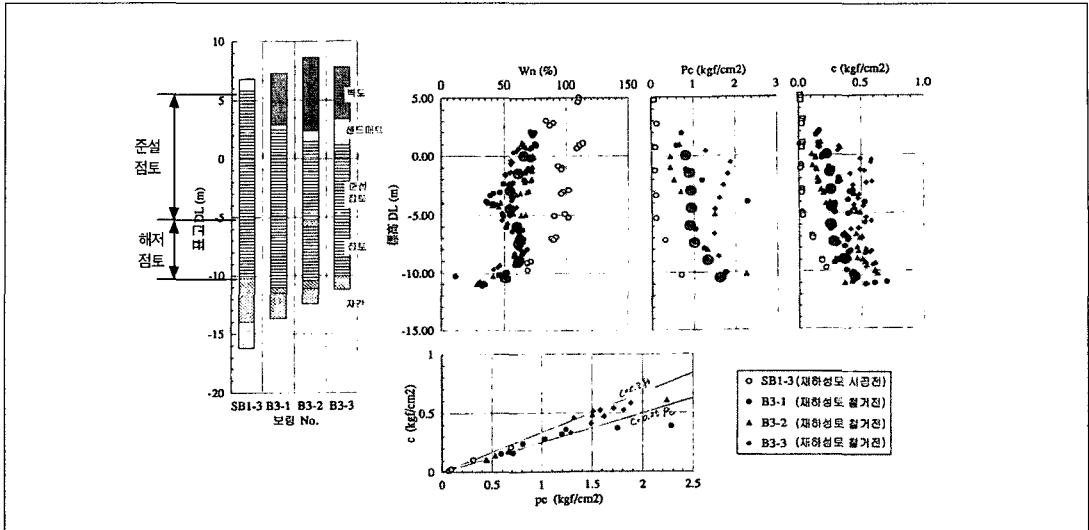 10
5
0
-5
-10
-15
-20
표고 DL (m)
준설
점토
해저
점토
복토
샌드매트
준설
점토
점토
자갈
SB1-3 B3-1 B3-2 B3-3
보링 No.
Wn (%)
0 50 100 150
5.00
0.00
-5.00
-10.00
-15.00
標高 DL (m)
Pc (kgf/cm2)
0 1 2 3
c (kgf/cm2)
0.0 1.0
1
0.5
0
c (kgf/cm2)
0 0.5 1 1.5 2 2.5
pc (kgf/cm2)
SB1-3 (재하성토 시공전)
B3-1 (재하성토 철거전)
B3-2 (재하성토 철거전)
B3-3 (재하성토 철거전)